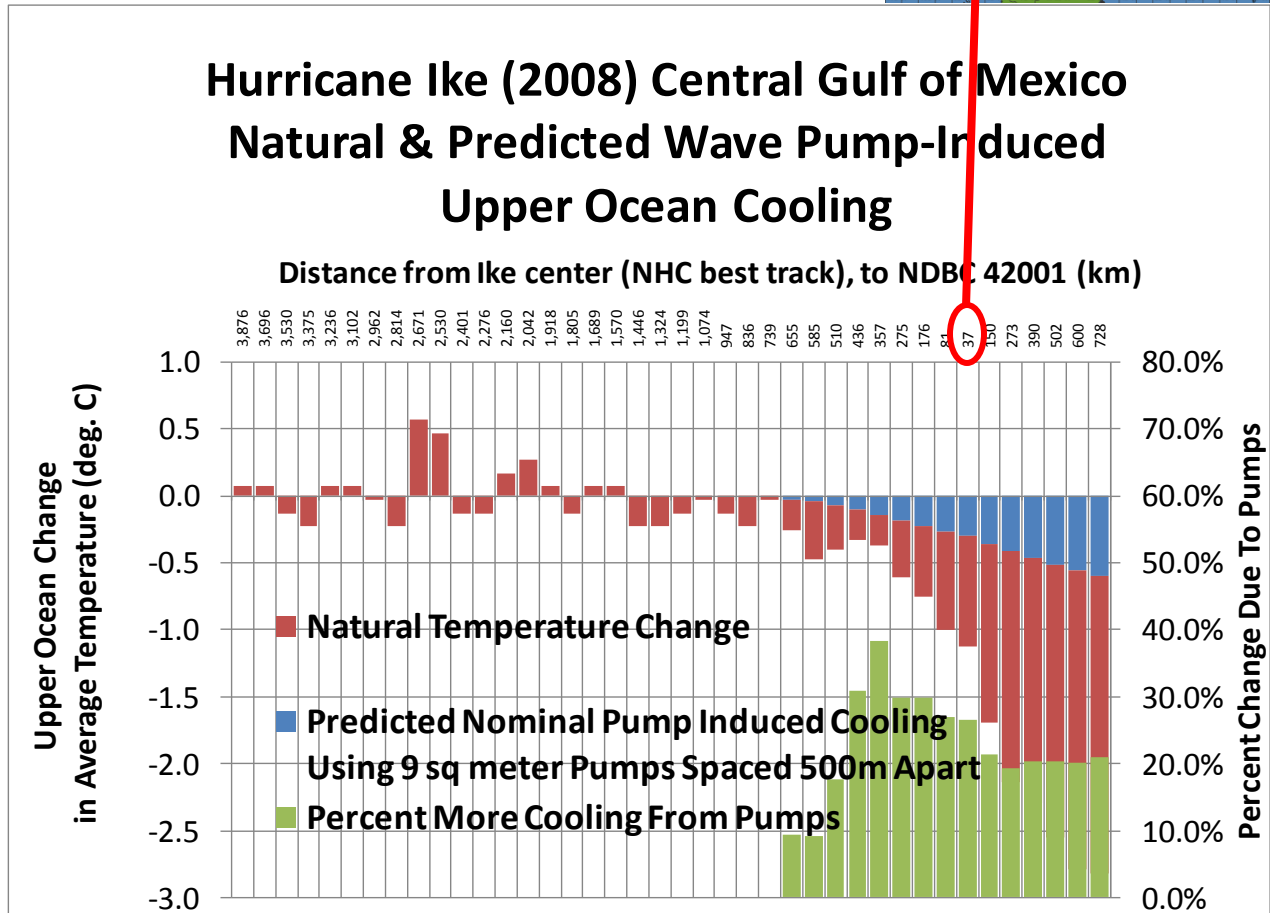 Hurricane Ike (2008) Central Gulf of Mexico
Natural & Predicted Wave Pump-Induced
Upper Ocean Cooling
Distance from Ike center (NHC best track), to NDBC 42001 (km)
3,876 3,696 3,530 3,375 3,236 3,102 2,962 2,814 2,671 2,530 2,401 2,276 2,160 2,042 1,918 1,805 1,689 1,570 1,446 1,324 1,199 1,074 947 836 739 655 585 510 436 357 275 176 81 37 150 273 390 502 600 728
Upper Ocean Change
in Average Temperature (deg. C)
1.0
0.5
0.0
-0.5
-1.0
-1.5
-2.0
-2.5
-3.0
Natural Temperature Change
Predicted Nominal Pump Induced Cooling
Using 9 sq meter Pumps Spaced 500m Apart
Percent More Cooling From Pumps
80.0%
70.0%
60.0%
50.0%
40.0%
30.0%
20.0%
10.0%
0.0%
Percent Change Due To Pumps